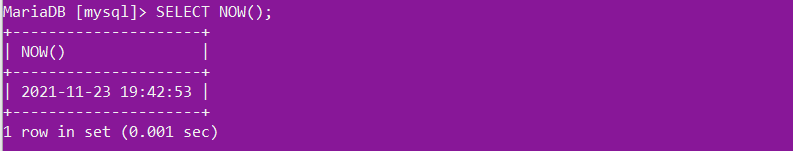 MariaDB [mysql]> SELECT NOW();
+---------------------+
| NOW()               |
+---------------------+
| 2021-11-23 19:42:53 |
+---------------------+
1 row in set (0.001 sec)